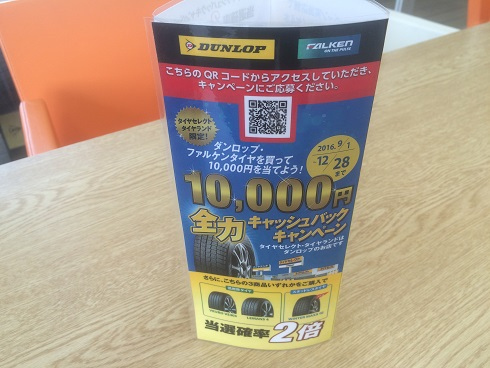 DUNLOP
FALKEN
ON THE PULSE
こちらのQRコードからアクセスしていただき、
キャンペーンにご応募ください。
タイヤセレクト
タイヤランド
限定!
ダンロップ・
ファルケンタイヤを買って
10,000円を当てよう!
2016.9/1
-12/28まで
10,000円
全力キャッシュバック
キャンペーン
タイヤセレクト・タイヤランドは
ダンロップのお店です
さらに、こちらの3商品いずれかをご購入で
当選確率2倍